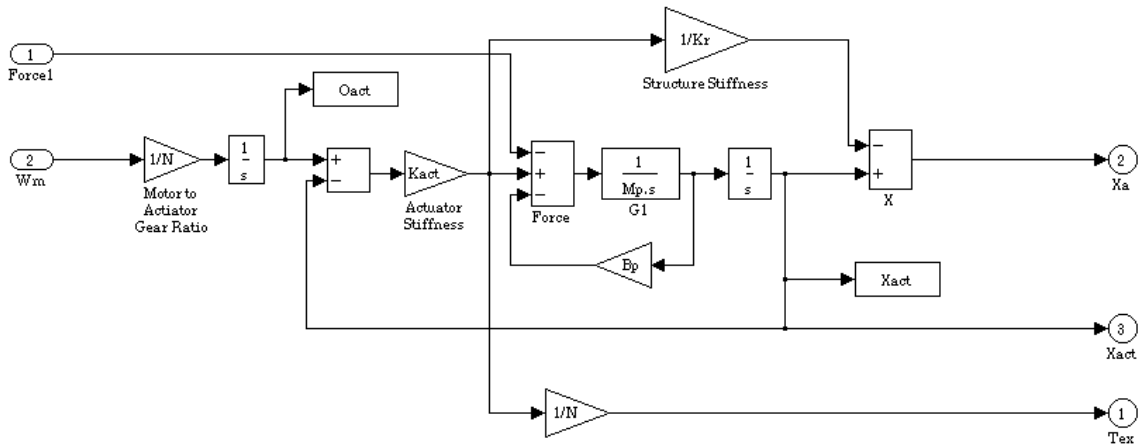 1/Kr
Structure Stiffness
1
Force1
Oact
2
Wm
1/N
Motor to
Actiator
Gear Ratio
1
s
+
−
Kact
Actuator
Stiffness
−
+
−
Force
1
Mp.s
G1
1
s
Bp
−
+
X
2
Xa
Xact
3
Xact
1/N
1
Tex